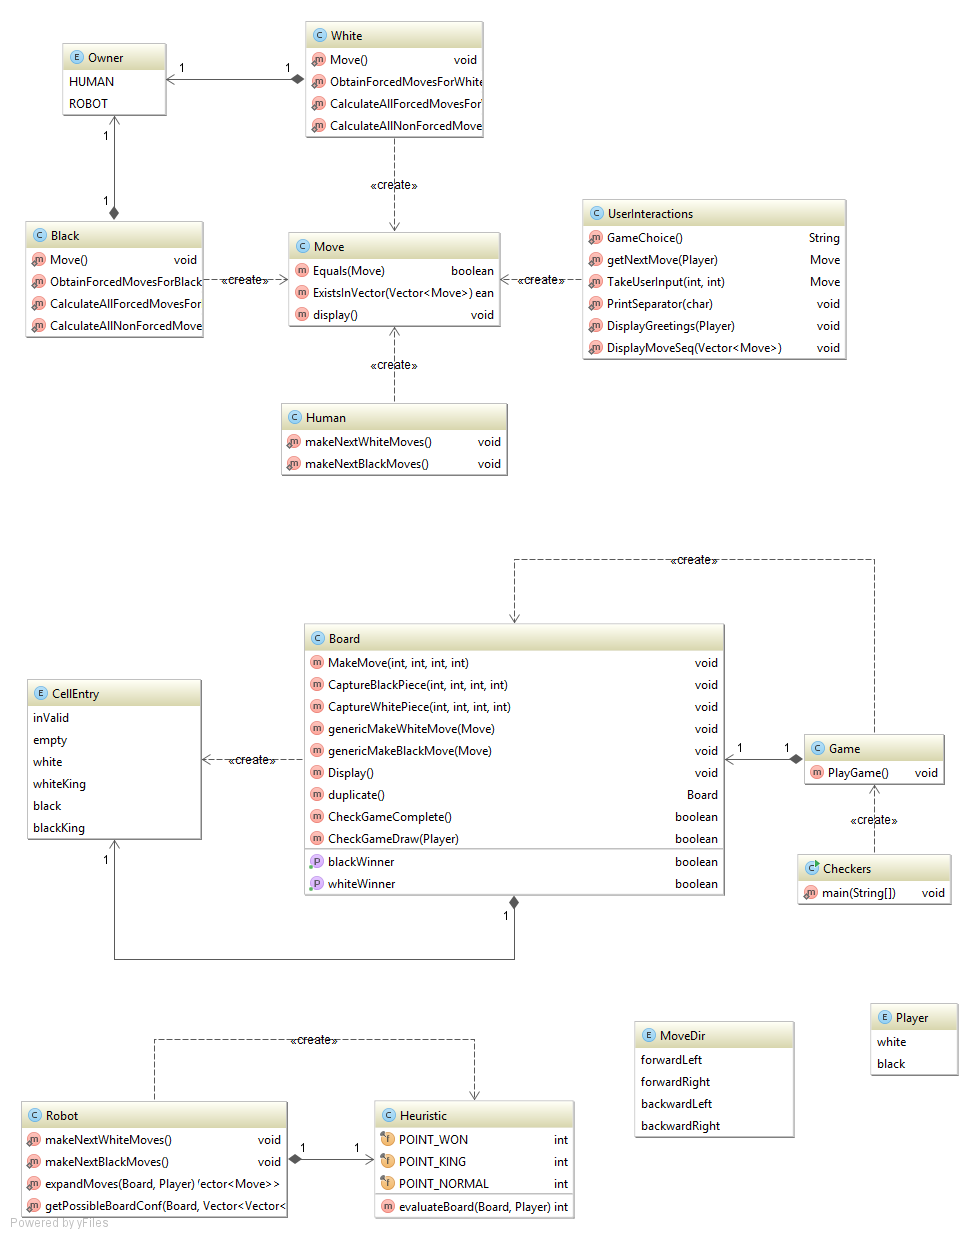 E Owner
HUMAN
ROBOT
1
1
C White
m Move() void
m ObtainForcedMovesForWhite
m CalculateAllForcedMovesFor
m CalculateAllNonForcedMove
1
1
«create»
C Black
m Move() void
m ObtainForcedMovesForBlack
m CalculateAllForcedMovesFor
m CalculateAllNonForcedMove
«create»
C Move
m Equals(Move) boolean
m ExistsInVector(Vector<Move>) ean
m display() void
«create»
C UserInteractions
m GameChoice() String
m getNextMove(Player) Move
m TakeUserInput(int, int) Move
m PrintSeparator(char) void
m DisplayGreetings(Player) void
m DisplayMoveSeq(Vector<Move>) void
«create»
C Human
m makeNextWhiteMoves() void
m makeNextBlackMoves() void
«create»
C Board
m MakeMove(int, int, int, int) void
m CaptureBlackPiece(int, int, int, int) void
m CaptureWhitePiece(int, int, int, int) void
m genericMakeWhiteMove(Move) void
m genericMakeBlackMove(Move) void
m Display() void
m duplicate() Board
m CheckGameComplete() boolean
m CheckGameDraw(Player) boolean
P blackWinner boolean
P whiteWinner boolean
E CellEntry
inValid
empty
white
whiteKing
black
blackKing
«create»
1
1
1
1
C Game
m PlayGame() void
«create»
C Checkers
m main(String[]) void
«create»
C Robot
m makeNextWhiteMoves() void
m makeNextBlackMoves() void
m expandMoves(Board, Player) 'ector<Move>>
m getPossibleBoardConf(Board, Vector<Vector<
1
1
C Heuristic
f POINT_WON int
f POINT_KING int
f POINT_NORMAL int
m evaluateBoard(Board, Player) int
E MoveDir
forwardLeft
forwardRight
backwardLeft
backwardRight
E Player
white
black
Powered by yFiles